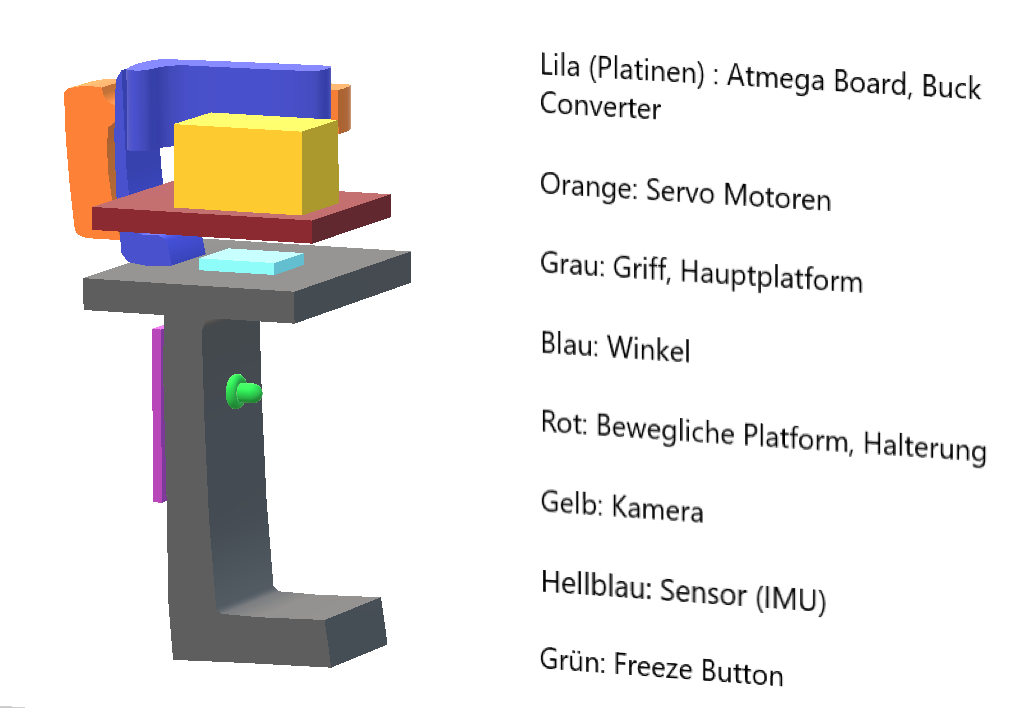 Lila (Platinen) : Atmega Board, Buck
Converter
Orange: Servo Motoren
Grau: Griff, Hauptplatform
Blau: Winkel
Rot: Bewegliche Platform, Halterung
Gelb: Kamera
Hellblau: Sensor (IMU)
Grün: Freeze Button